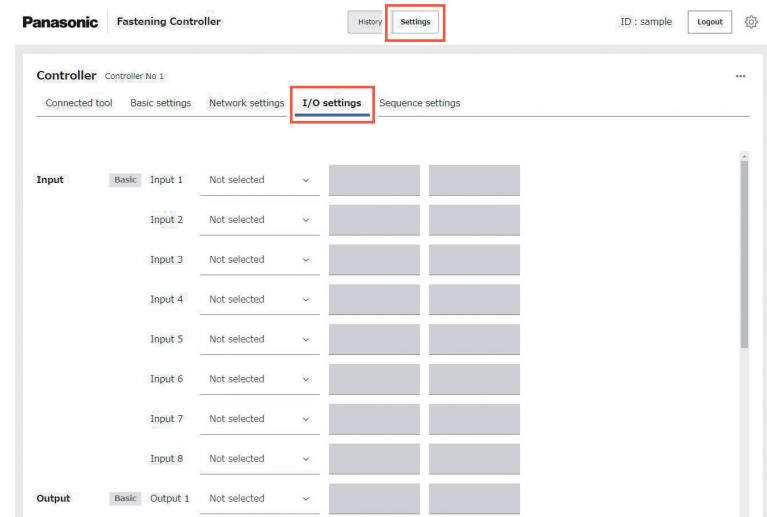 Panasonic Fastening Controller History Settings ID : sample Logout
Controller Controller No 1
Connected tool Basic settings Network settings I/O settings Sequence settings
Input Basic Input 1 Not selected
Input 2 Not selected
Input 3 Not selected
Input 4 Not selected
Input 5 Not selected
Input 6 Not selected
Input 7 Not selected
Input 8 Not selected
Output Basic Output 1 Not selected